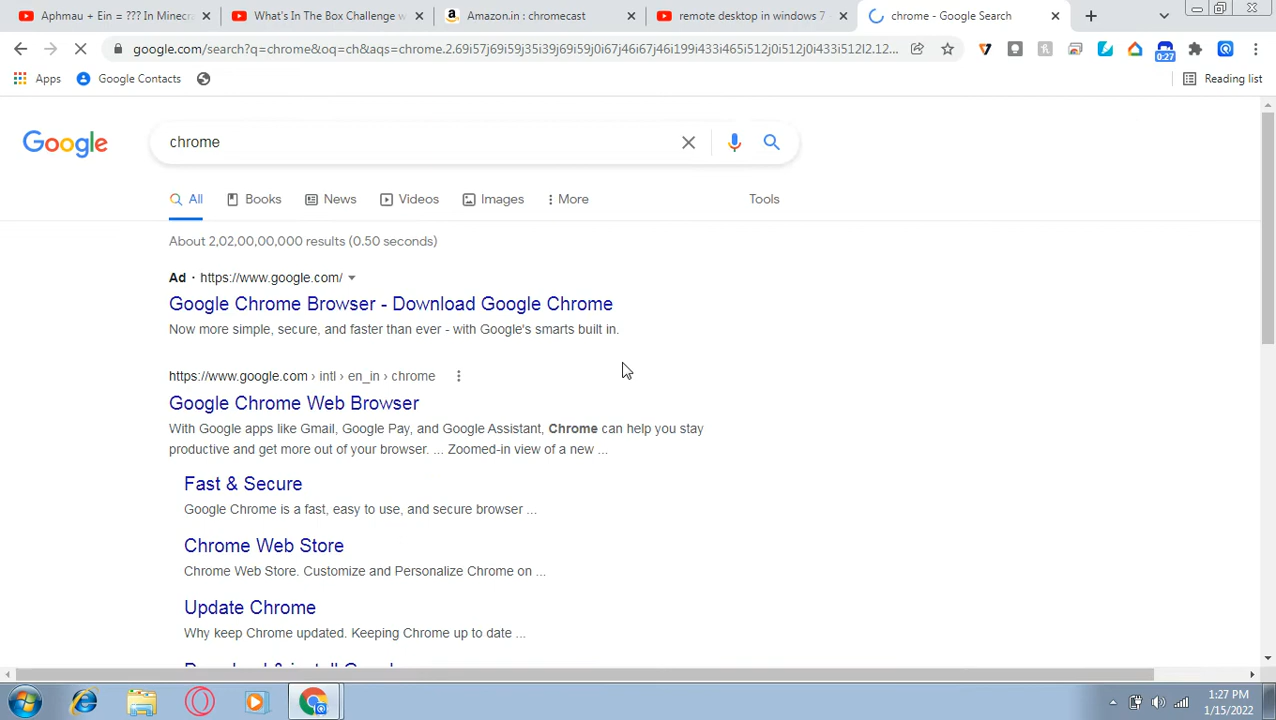 Aphmau + Ein = ??? In Minecr
What's In The Box Challenge
Amazon.in : chromecast
remote desktop in windows 7 -
chrome - Google Search
google.com/search?q=chrome&oq=ch&aqs=chrome.2.69i57j69i59j35i39j69i59j0i67j46i67j46i199i433i465i512j0i512j0i433i512l2.12...
0:27
Apps
Google Contacts
Reading list
Google
chrome
All
Books
News
Videos
Images
More
Tools
About 2,02,00,00,000 results (0.50 seconds)
Ad · https://www.google.com/
Google Chrome Browser - Download Google Chrome
Now more simple, secure, and faster than ever - with Google's smarts built in.
https://www.google.com › intl › en_in › chrome
Google Chrome Web Browser
With Google apps like Gmail, Google Pay, and Google Assistant, Chrome can help you stay
productive and get more out of your browser. ... Zoomed-in view of a new ...
Fast & Secure
Google Chrome is a fast, easy to use, and secure browser ...
Chrome Web Store
Chrome Web Store. Customize and Personalize Chrome on ...
Update Chrome
Why keep Chrome updated. Keeping Chrome up to date ...
1:27 PM
1/15/2022